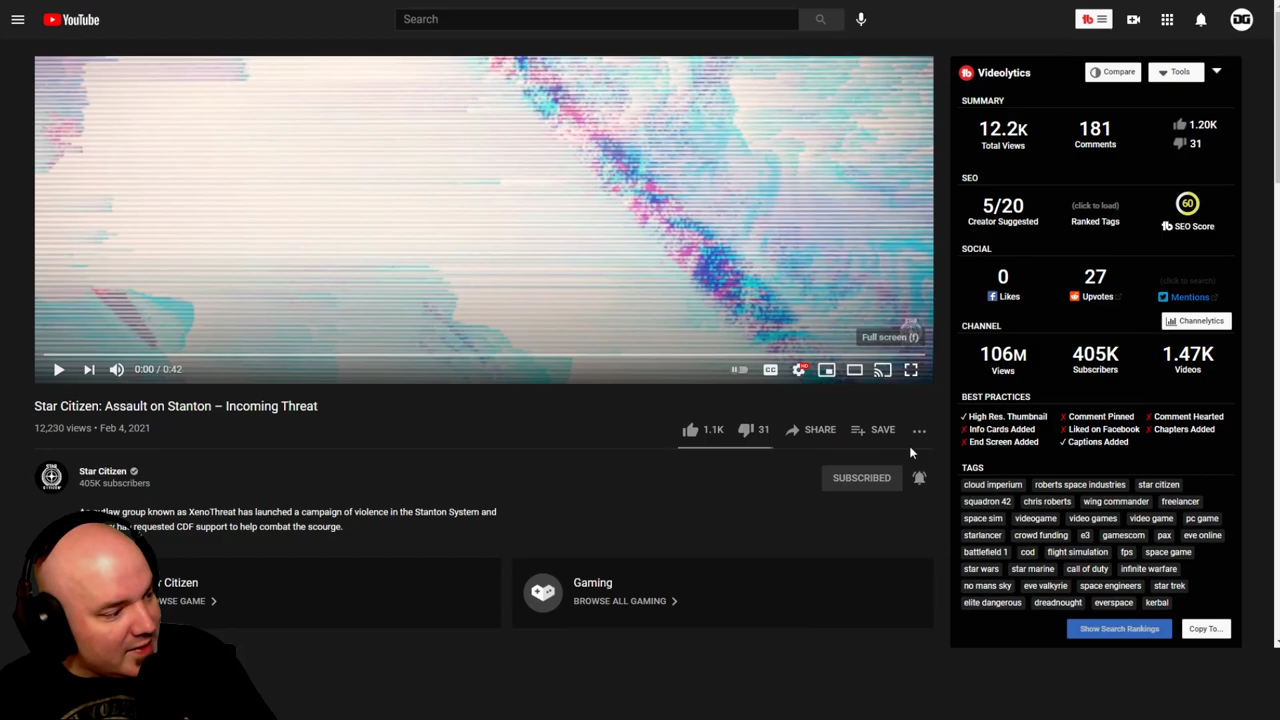 YouTube
Search
DG
Full screen (f)
0:00 / 0:42
CC
HD
Star Citizen: Assault on Stanton – Incoming Threat
12,230 views • Feb 4, 2021
1.1K
31
SHARE
SAVE
Star Citizen
405K subscribers
SUBSCRIBED
outlaw group known as XenoThreat has launched a campaign of violence in the Stanton System and
requested CDF support to help combat the scourge.
Citizen
GAME
Gaming
BROWSE ALL GAMING
tb
Videolytics
Compare
Tools
SUMMARY
12.2K
Total Views
181
Comments
1.20K
31
SEO
5/20
Creator Suggested
(click to load)
Ranked Tags
60
tb SEO Score
SOCIAL
0
Likes
27
Upvotes
(click to search)
Mentions
CHANNEL
Channelytics
106M
Views
405K
Subscribers
1.47K
Videos
BEST PRACTICES
✓ High Res. Thumbnail ✗ Comment Pinned ✗ Comment Hearted
✗ Info Cards Added ✗ Liked on Facebook ✗ Chapters Added
✗ End Screen Added ✓ Captions Added
TAGS
cloud imperium roberts space industries star citizen
squadron 42 chris roberts wing commander freelancer
space sim videogame video games video game pc game
starlancer crowd funding e3 gamescom pax eve online
battlefield 1 cod flight simulation fps space game
star wars star marine call of duty infinite warfare
no mans sky eve valkyrie space engineers star trek
elite dangerous dreadnought everspace kerbal
Show Search Rankings
Copy To...